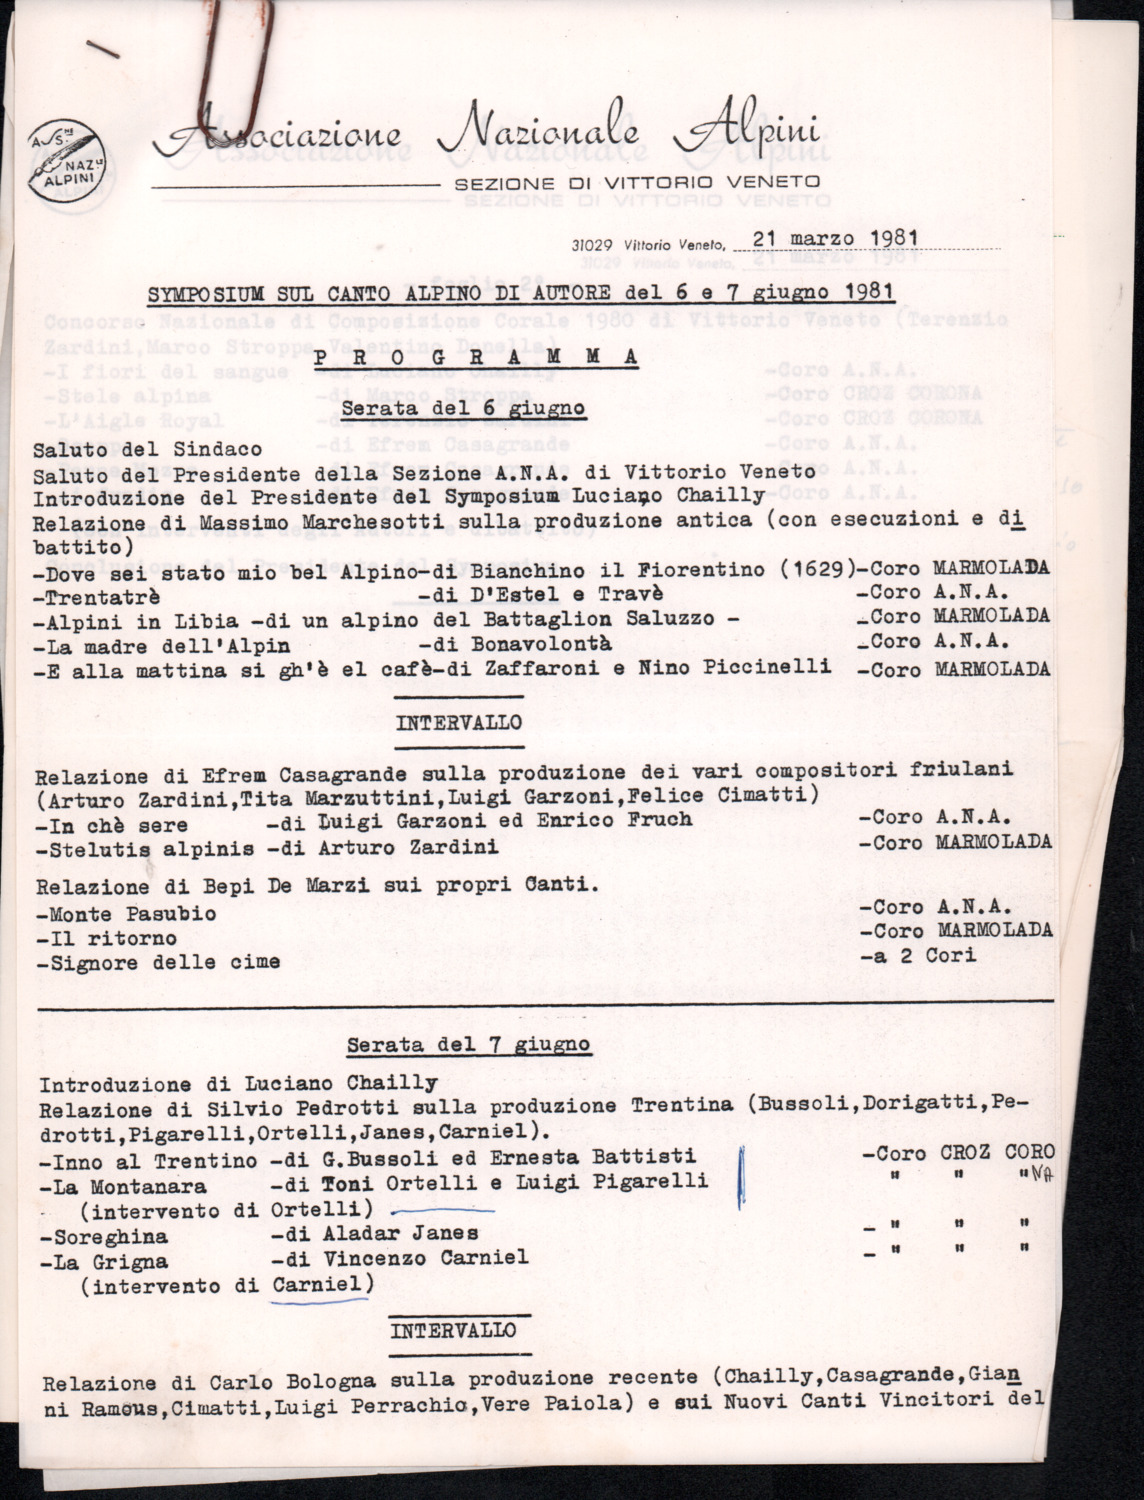 Associazione Nazionale Alpini
A.S.NE
NAZ.LE
ALPINI
SEZIONE DI VITTORIO VENETO
31029 Vittorio Veneto, 21 marzo 1981
SYMPOSIUM SUL CANTO ALPINO DI AUTORE del 6 e 7 giugno 1981
P R O G R A M M A
Serata del 6 giugno
Saluto del Sindaco
Saluto del Presidente della Sezione A.N.A. di Vittorio Veneto
Introduzione del Presidente del Symposium Luciano Chailly
Relazione di Massimo Marchesotti sulla produzione antica (con esecuzioni e di
battito)
-Dove sei stato mio bel Alpino-di Bianchino il Fiorentino (1629)-Coro MARMOLADA
-Trentatrè -di D'Estel e Travè -Coro A.N.A.
-Alpini in Libia -di un alpino del Battaglion Saluzzo - -Coro MARMOLADA
-La madre dell'Alpin -di Bonavolontà -Coro A.N.A.
-E alla mattina si gh'è el cafè-di Zaffaroni e Nino Piccinelli -Coro MARMOLADA
INTERVALLO
Relazione di Efrem Casagrande sulla produzione dei vari compositori friulani
(Arturo Zardini,Tita Marzuttini,Luigi Garzoni,Felice Cimatti)
-In chè sere -di Luigi Garzoni ed Enrico Fruch -Coro A.N.A.
-Stelutis alpinis -di Arturo Zardini -Coro MARMOLADA
Relazione di Bepi De Marzi sui propri Canti.
-Monte Pasubio -Coro A.N.A.
-Il ritorno -Coro MARMOLADA
-Signore delle cime -a 2 Cori
Serata del 7 giugno
Introduzione di Luciano Chailly
Relazione di Silvio Pedrotti sulla produzione Trentina (Bussoli,Dorigatti,Pe-
drotti,Pigarelli,Ortelli,Janes,Carniel).
-Inno al Trentino -di G.Bussoli ed Ernesta Battisti -Coro CROZ CORO
-La Montanara -di Toni Ortelli e Luigi Pigarelli " " " NA
(intervento di Ortelli)
-Soreghina -di Aladar Janes - " " "
-La Grigna -di Vincenzo Carniel - " " "
(intervento di Carniel)
INTERVALLO
Relazione di Carlo Bologna sulla produzione recente (Chailly,Casagrande,Gian
ni Ramous,Cimatti,Luigi Perrachio,Vere Paiola) e sui Nuovi Canti Vincitori del